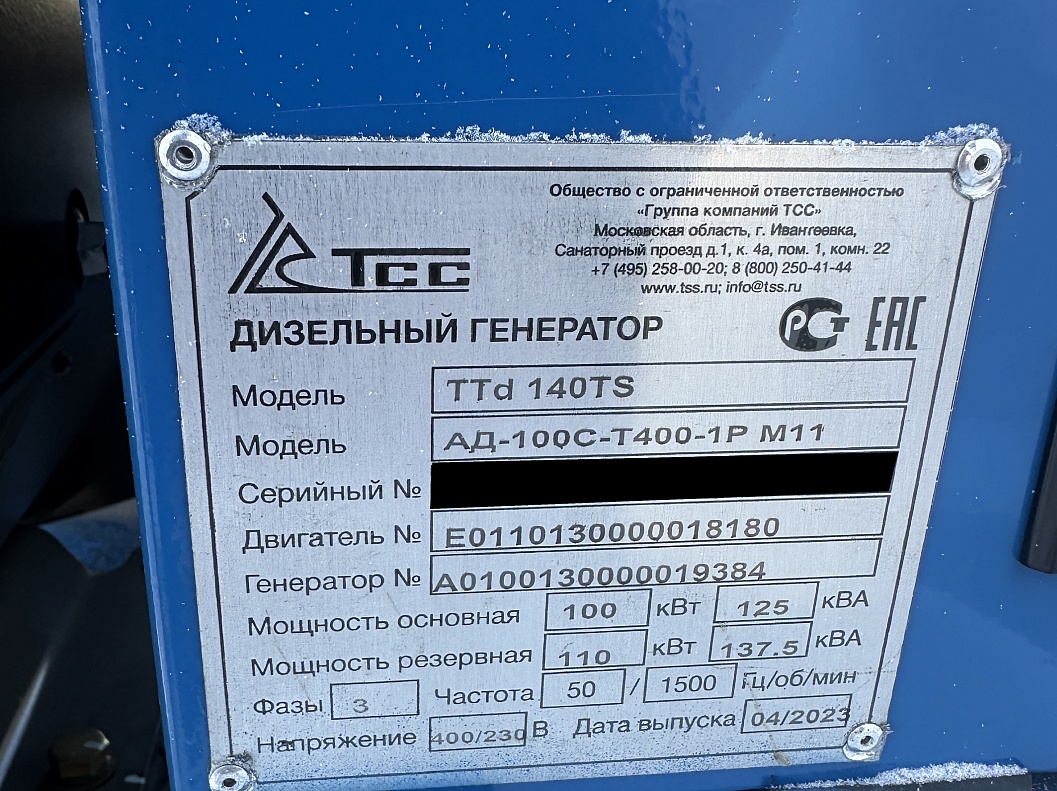 Общество с ограниченной ответственностью
«Группа компаний ТСС»
Московская область, г. Ивантеевка,
Санаторный проезд д.1, к. 4а, пом. 1, комн. 22
+7 (495) 258-00-20; 8 (800) 250-41-44
www.tss.ru; info@tss.ru
ТСС
ДИЗЕЛЬНЫЙ ГЕНЕРАТОР РСТ EAC
Модель TTd 140TS
Модель АД-100С-Т400-1Р М11
Серийный №
Двигатель № E0110130000018180
Генератор № A0100130000019384
Мощность основная 100 кВт 125 кВА
Мощность резервная 110 кВт 137.5 кВА
Фазы 3 Частота 50 / 1500 Гц/об/мин
Напряжение 400/230 В Дата выпуска 04/2023